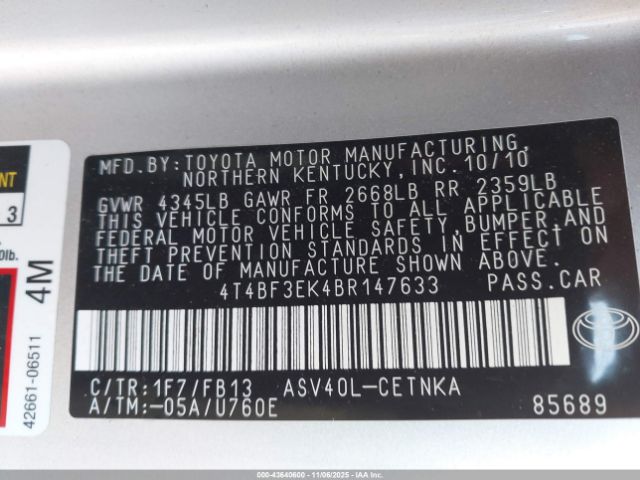 MFD.BY:TOYOTA MOTOR MANUFACTURING,
NORTHERN KENTUCKY,INC.10/10
GVWR 4345LB GAWR FR 2668LB RR 2359LB
THIS VEHICLE CONFORMS TO ALL APPLICABLE
FEDERAL MOTOR VEHICLE SAFETY,BUMPER,AND
THEFT PREVENTION STANDARDS IN EFFECT ON
THE DATE OF MANUFACTURE SHOWN ABOVE.
4T4BF3EK4BR147633 PASS.CAR
C/TR:1F7/FB13 ASV40L-CETNKA
A/TM:-05A/U760E 85689
3
4M
42661-06511
000-43640600 - 11/06/2025 - IAAI.COM